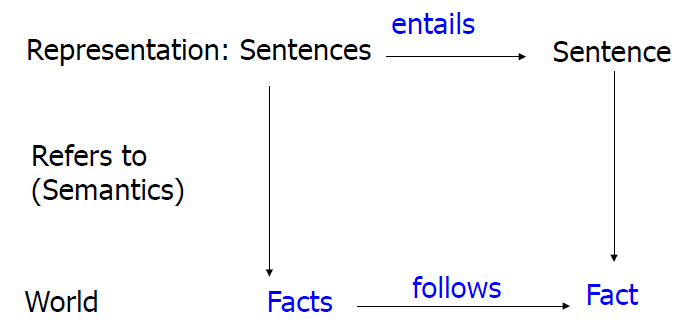 entails
Representation: Sentences
Sentence
Refers to
(Semantics)
World
Facts
follows
Fact